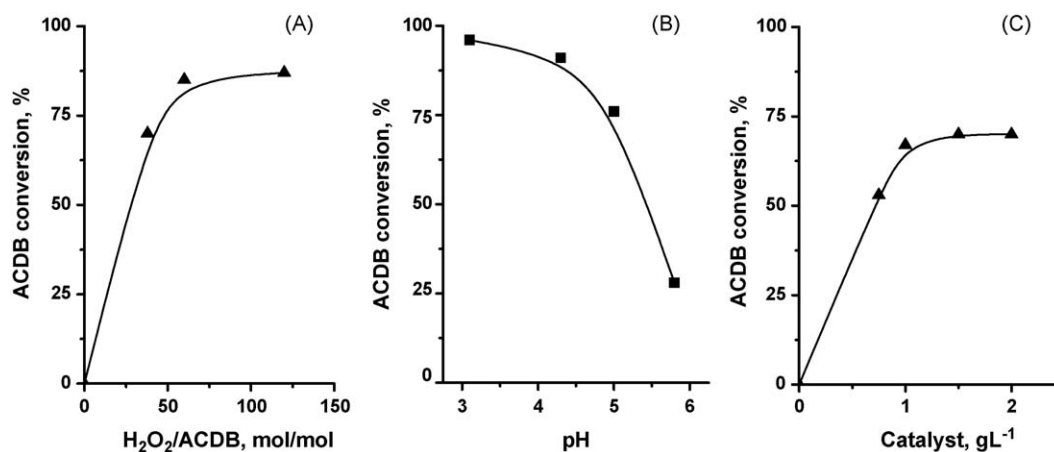 (A)
100
75
50
25
0
ACDB conversion, %
0 50 100 150
H₂O₂/ACDB, mol/mol
(B)
100
75
50
25
0
ACDB conversion, %
3 4 5 6
pH
(C)
100
75
50
25
0
ACDB conversion, %
0 1 2
Catalyst, gL⁻¹